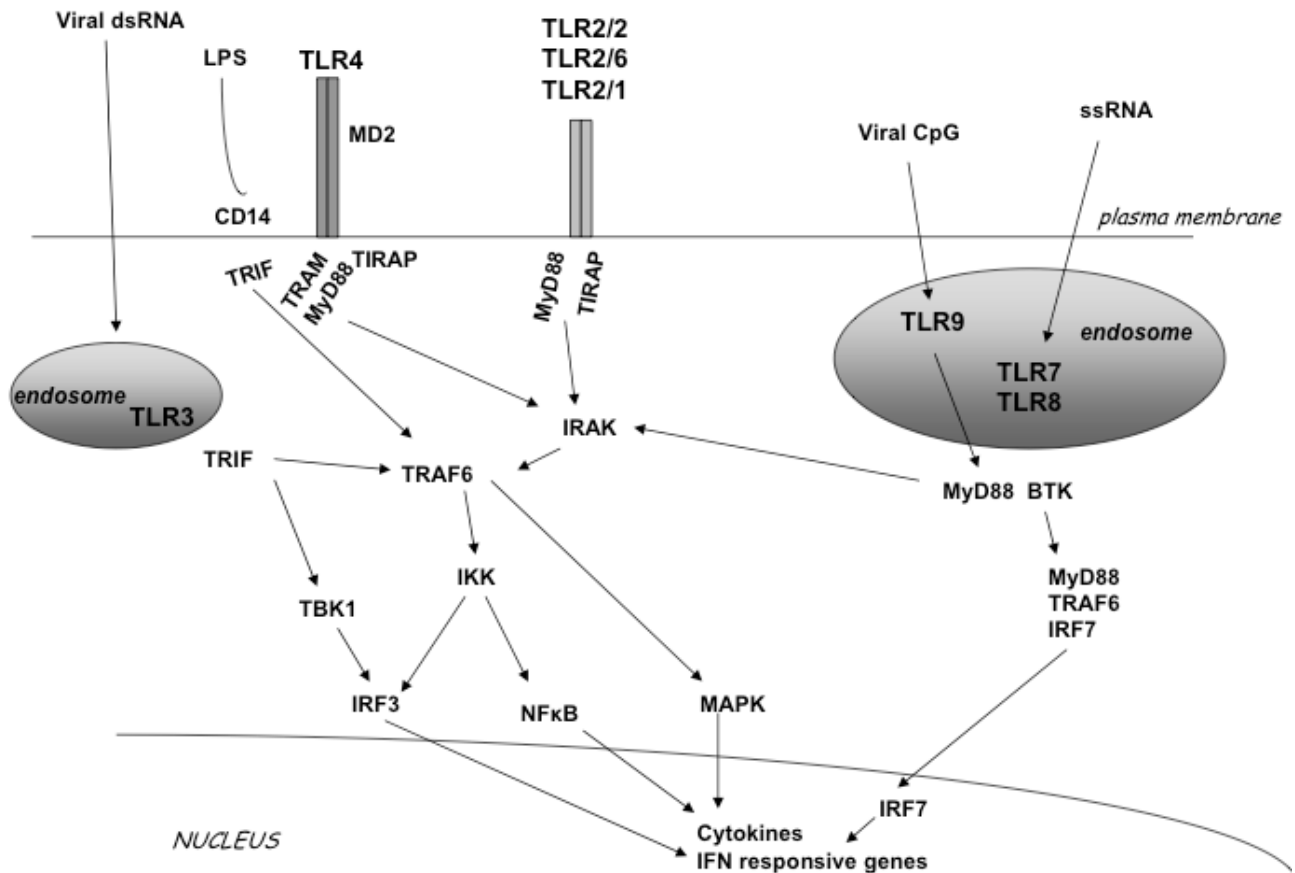 Viral dsRNA
LPS
TLR4
MD2
CD14
TLR2/2
TLR2/6
TLR2/1
Viral CpG
ssRNA
plasma membrane
TRIF
TRAM
MyD88
TIRAP
MyD88
TIRAP
TLR9
endosome
TLR7
TLR8
endosome
TLR3
TRIF
TRAF6
IRAK
MyD88 BTK
IKK
TBK1
MyD88
TRAF6
IRF7
IRF3
NFκB
MAPK
IRF7
NUCLEUS
Cytokines
IFN responsive genes